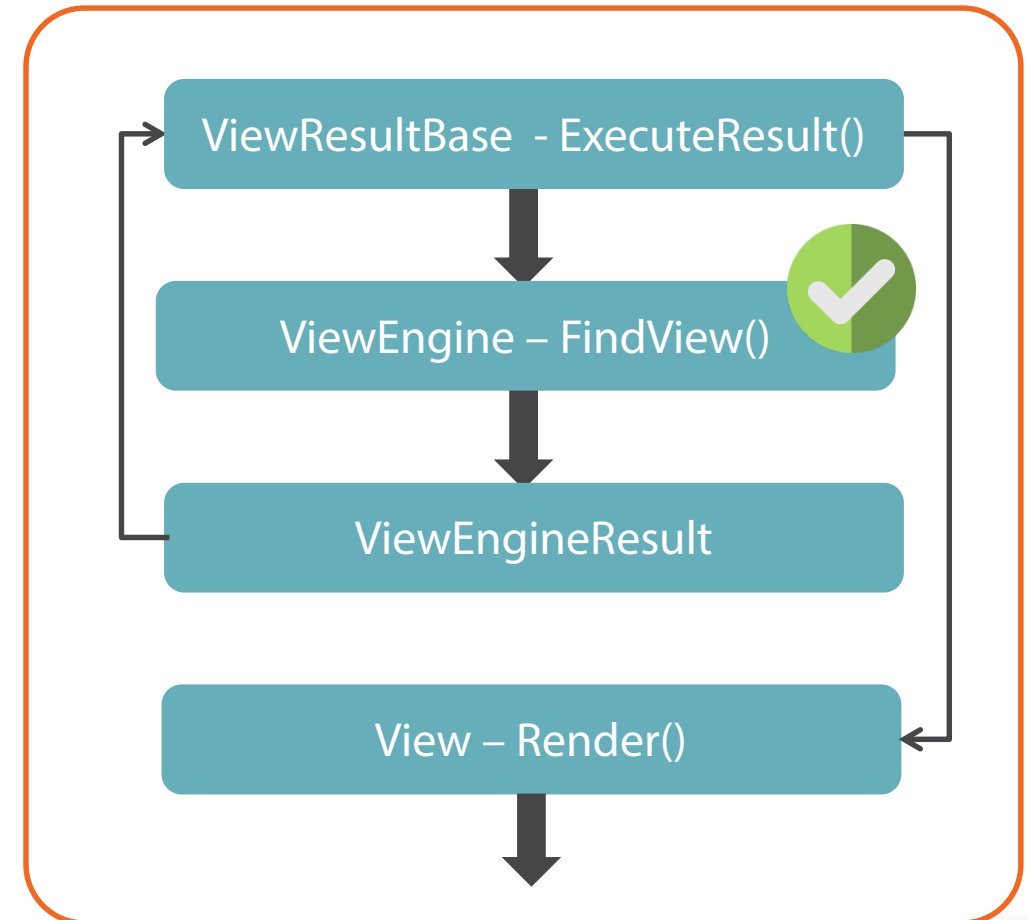 ViewResultBase  - ExecuteResult()
ViewEngine – FindView()
ViewEngineResult
View – Render()